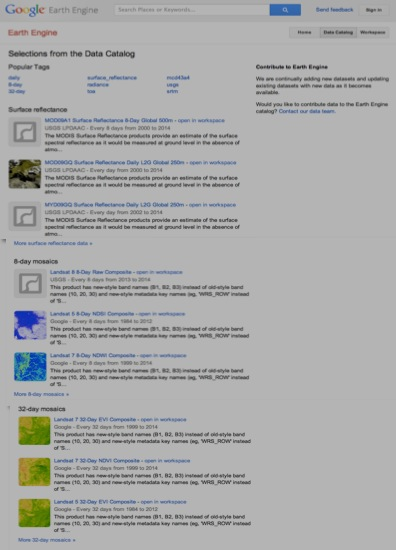 Google Earth Engine
Search Places or Keywords...
Send feedback
Sign in
Earth Engine
Home
Data Catalog
Workspace
Selections from the Data Catalog
Popular Tags
daily surface_reflectance mcd43a4
8-day radiance usgs
32-day toa srtm
Contribute to Earth Engine
We are continually adding new datasets and updating
existing datasets with new data as it becomes
available.
Would you like to contribute data to the Earth Engine
catalog? Contact our data team.
Surface reflectance
MOD09A1 Surface Reflectance 8-Day Global 500m - open in workspace
USGS LPDAAC - Every 8 days from 2000 to 2014
The MODIS Surface Reflectance products provide an estimate of the surface
spectral reflectance as it would be measured at ground level in the absence of
atmo...
MOD09GQ Surface Reflectance Daily L2G Global 250m - open in workspace
USGS LPDAAC - Every day from 2000 to 2014
The MODIS Surface Reflectance products provide an estimate of the surface
spectral reflectance as it would be measured at ground level in the absence of
atmo...
MYD09GQ Surface Reflectance Daily L2G Global 250m - open in workspace
USGS LPDAAC - Every day from 2002 to 2014
The MODIS Surface Reflectance products provide an estimate of the surface
spectral reflectance as it would be measured at ground level in the absence of
atmo...
More surface reflectance data »
8-day mosaics
Landsat 8 8-Day Raw Composite - open in workspace
USGS - Every 8 days from 2013 to 2014
This product has new-style band names (B1, B2, B3) instead of old-style band
names (10, 20, 30) and new-style metadata key names (eg, 'WRS_ROW' instead
of 'S...
Landsat 5 8-Day NDSI Composite - open in workspace
Google - Every 8 days from 1984 to 2012
This product has new-style band names (B1, B2, B3) instead of old-style band
names (10, 20, 30) and new-style metadata key names (eg, 'WRS_ROW' instead
of 'S...
Landsat 7 8-Day NDWI Composite - open in workspace
Google - Every 8 days from 1999 to 2014
This product has new-style band names (B1, B2, B3) instead of old-style band
names (10, 20, 30) and new-style metadata key names (eg, 'WRS_ROW' instead
of 'S...
More 8-day mosaics »
32-day mosaics
Landsat 7 32-Day EVI Composite - open in workspace
Google - Every 32 days from 1999 to 2014
This product has new-style band names (B1, B2, B3) instead of old-style band
names (10, 20, 30) and new-style metadata key names (eg, 'WRS_ROW' instead
of 'S...
Landsat 7 32-Day NDVI Composite - open in workspace
Google - Every 32 days from 1999 to 2014
This product has new-style band names (B1, B2, B3) instead of old-style band
names (10, 20, 30) and new-style metadata key names (eg, 'WRS_ROW' instead
of 'S...
Landsat 5 32-Day EVI Composite - open in workspace
Google - Every 32 days from 1984 to 2012
This product has new-style band names (B1, B2, B3) instead of old-style band
names (10, 20, 30) and new-style metadata key names (eg, 'WRS_ROW' instead
of 'S...
More 32-day mosaics »